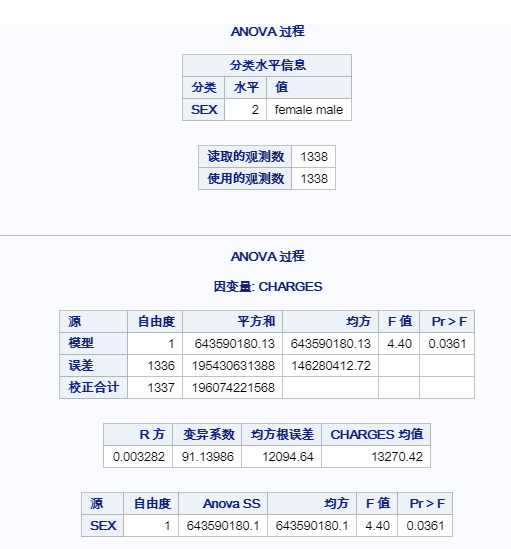 ANOVA 过程
分类水平信息
分类 水平 值
SEX 2 female male
读取的观测数 1338
使用的观测数 1338
ANOVA 过程
因变量: CHARGES
源 自由度 平方和 均方 F 值 Pr > F
模型 1 643590180.13 643590180.13 4.40 0.0361
误差 1336 195430631388 146280412.72
校正合计 1337 196074221568
R 方 变异系数 均方根误差 CHARGES 均值
0.003282 91.13986 12094.64 13270.42
源 自由度 Anova SS 均方 F 值 Pr > F
SEX 1 643590180.1 643590180.1 4.40 0.0361